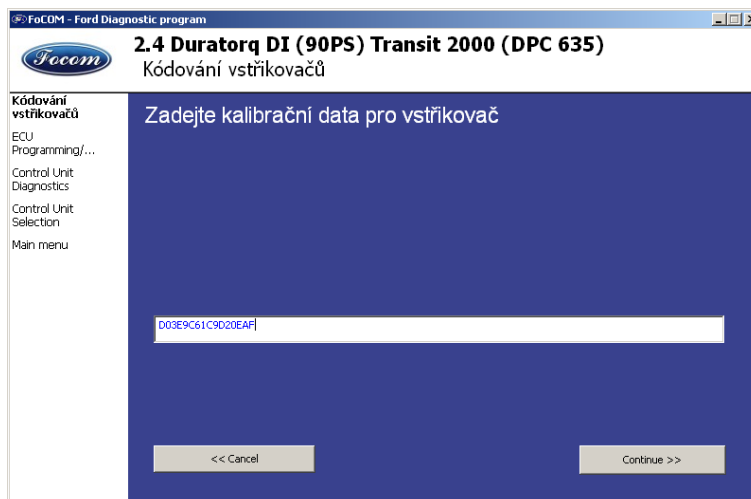 FoCOM - Ford Diagnostic program
Focom
2.4 Duratorq DI (90PS) Transit 2000 (DPC 635)
Kódování vstřikovačů
Kódování
vstřikovačů
ECU
Programming/...
Control Unit
Diagnostics
Control Unit
Selection
Main menu
Zadejte kalibrační data pro vstřikovač
D03E9C61C9D20EAF
<< Cancel
Continue >>